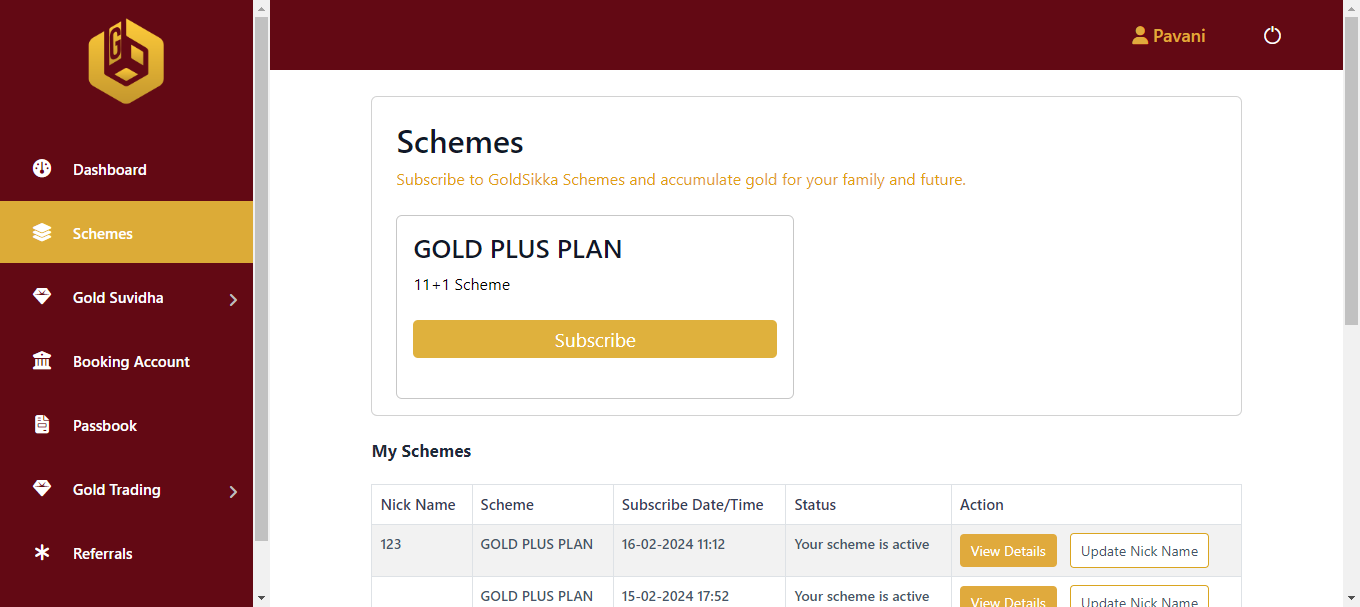 Pavani
Dashboard
Schemes
Gold Suvidha
Booking Account
Passbook
Gold Trading
Referrals
Schemes
Subscribe to GoldSikka Schemes and accumulate gold for your family and future.
GOLD PLUS PLAN
11+1 Scheme
Subscribe
My Schemes
Nick Name Scheme Subscribe Date/Time Status Action
123 GOLD PLUS PLAN 16-02-2024 11:12 Your scheme is active View Details Update Nick Name
GOLD PLUS PLAN 15-02-2024 17:52 Your scheme is active View Details Update Nick Name